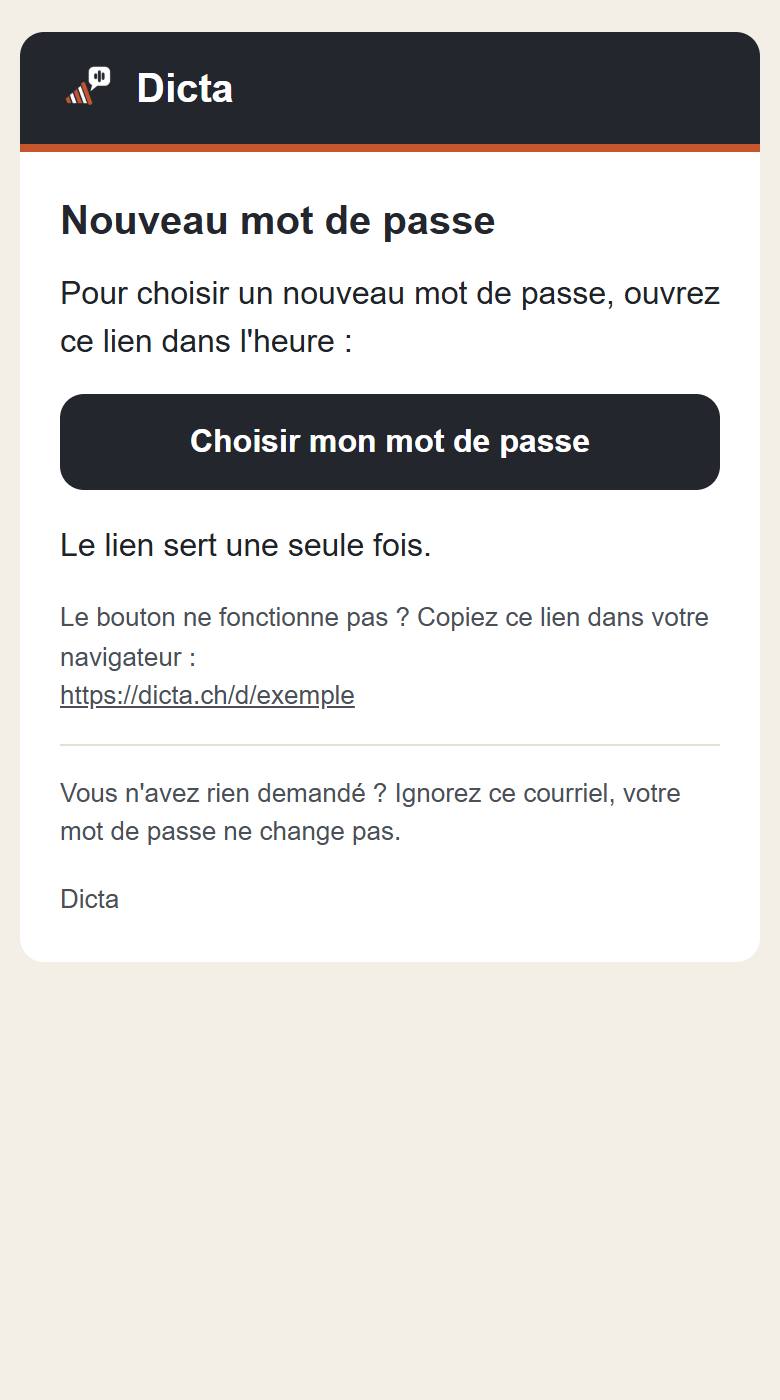 Dicta
Nouveau mot de passe
Pour choisir un nouveau mot de passe, ouvrez
ce lien dans l'heure :
Choisir mon mot de passe
Le lien sert une seule fois.
Le bouton ne fonctionne pas ? Copiez ce lien dans votre
navigateur :
https://dicta.ch/d/exemple
Vous n'avez rien demandé ? Ignorez ce courriel, votre
mot de passe ne change pas.
Dicta